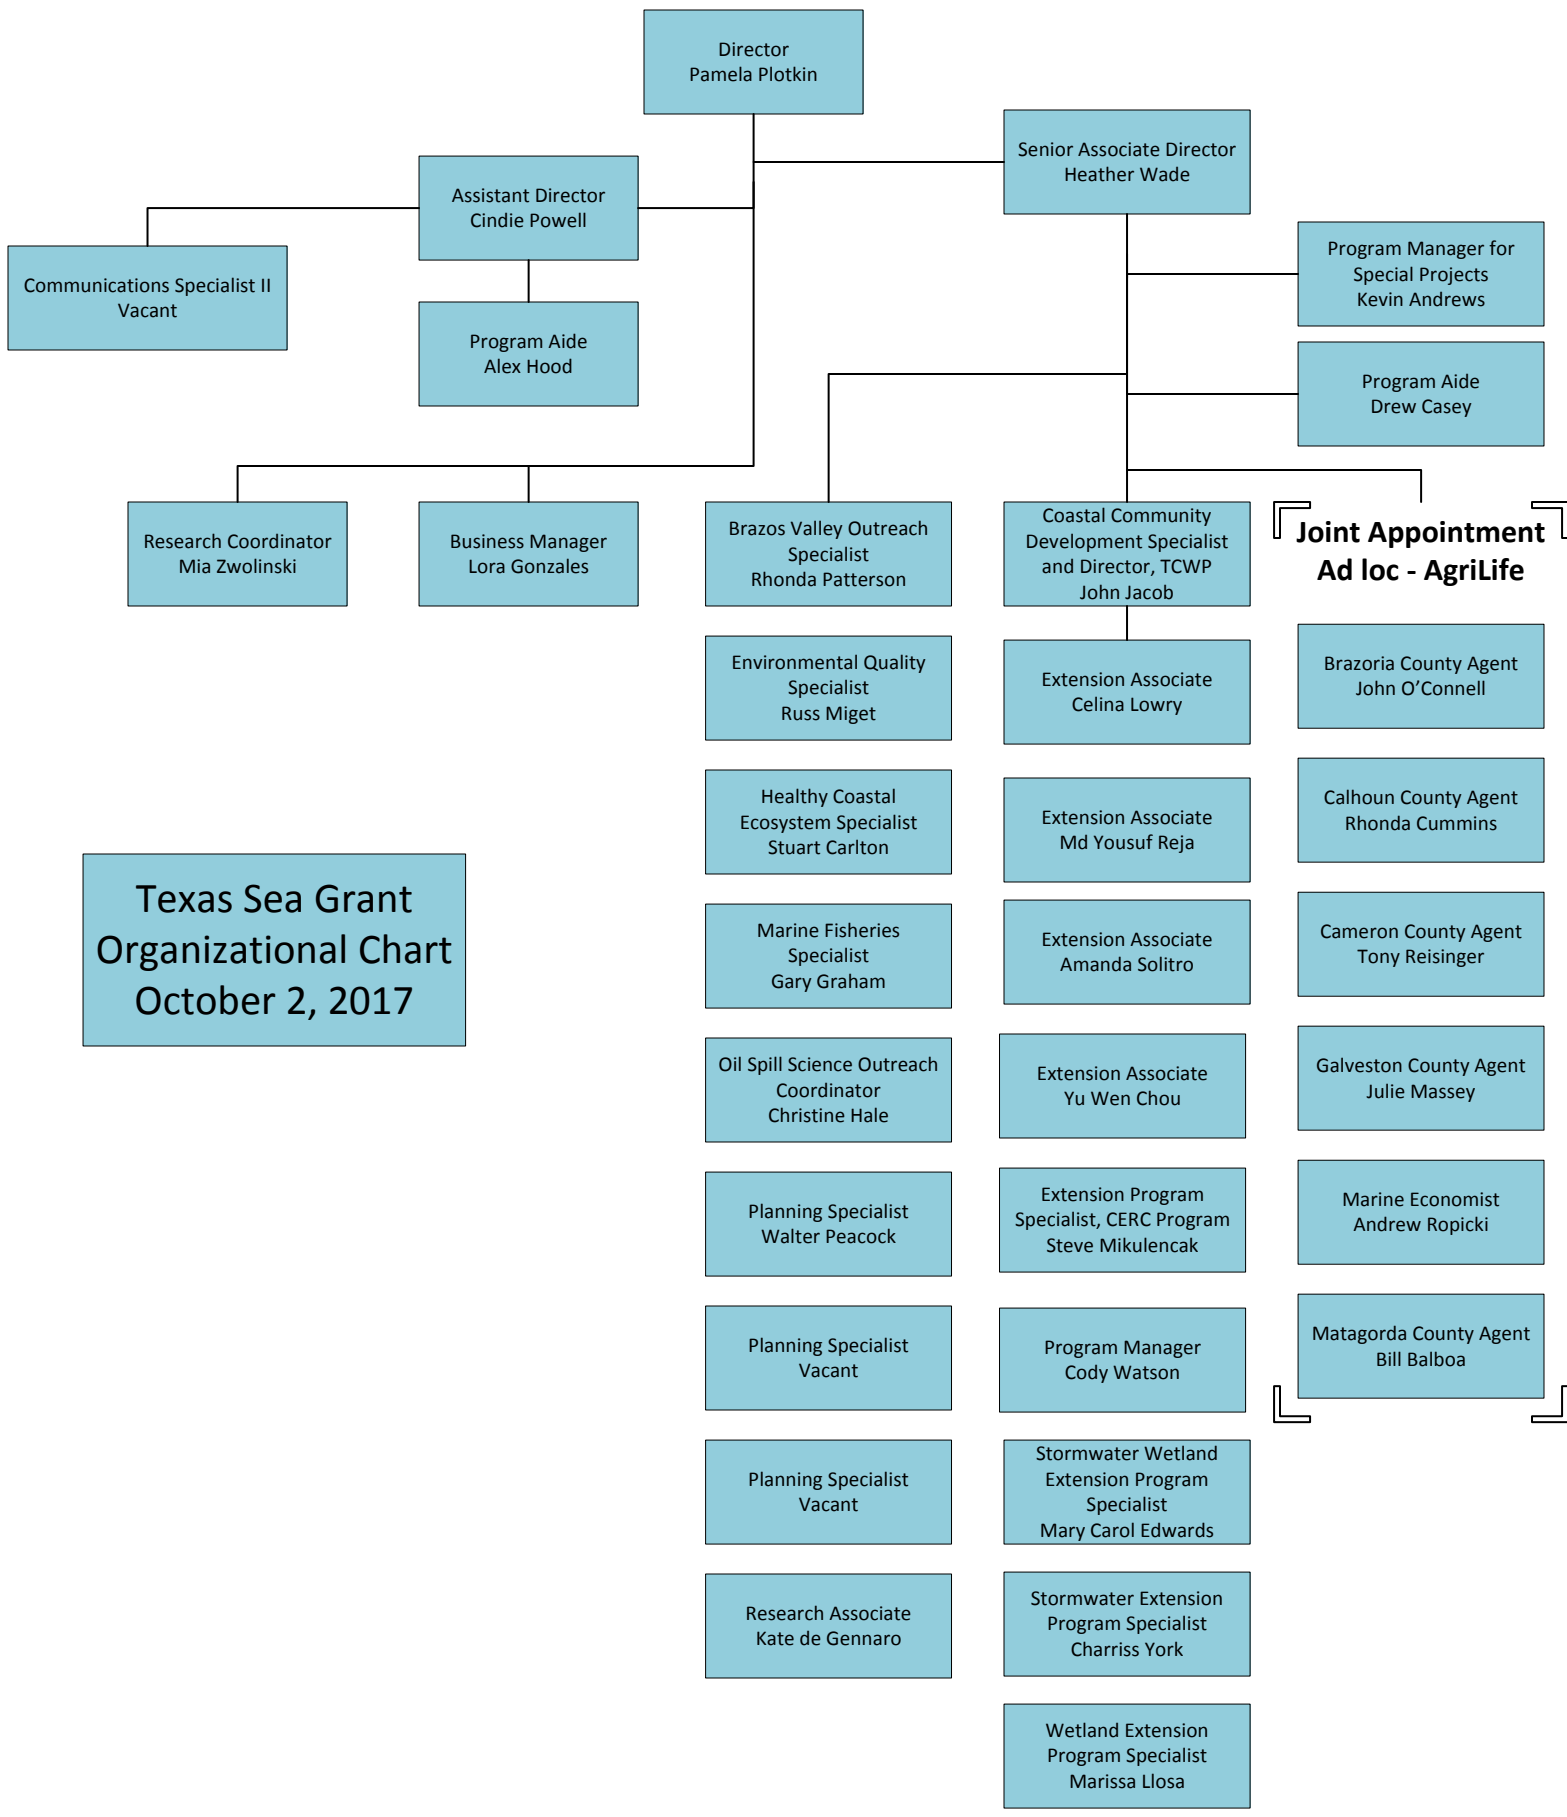 Director
Pamela Plotkin
Senior Associate Director
Heather Wade
Assistant Director
Cindie Powell
Communications Specialist II
Vacant
Program Aide
Alex Hood
Program Manager for
Special Projects
Kevin Andrews
Program Aide
Drew Casey
Research Coordinator
Mia Zwolinski
Business Manager
Lora Gonzales
Brazos Valley Outreach
Specialist
Rhonda Patterson
Environmental Quality
Specialist
Russ Miget
Healthy Coastal
Ecosystem Specialist
Stuart Carlton
Marine Fisheries
Specialist
Gary Graham
Oil Spill Science Outreach
Coordinator
Christine Hale
Planning Specialist
Walter Peacock
Planning Specialist
Vacant
Planning Specialist
Vacant
Research Associate
Kate de Gennaro
Coastal Community
Development Specialist
and Director, TCWP
John Jacob
Extension Associate
Celina Lowry
Extension Associate
Md Yousuf Reja
Extension Associate
Amanda Solitro
Extension Associate
Yu Wen Chou
Extension Program
Specialist, CERC Program
Steve Mikulencak
Program Manager
Cody Watson
Stormwater Wetland
Extension Program
Specialist
Mary Carol Edwards
Stormwater Extension
Program Specialist
Charriss York
Wetland Extension
Program Specialist
Marissa Llosa
Joint Appointment
Ad loc - AgriLife
Brazoria County Agent
John O’Connell
Calhoun County Agent
Rhonda Cummins
Cameron County Agent
Tony Reisinger
Galveston County Agent
Julie Massey
Marine Economist
Andrew Ropicki
Matagorda County Agent
Bill Balboa
Texas Sea Grant
Organizational Chart
October 2, 2017